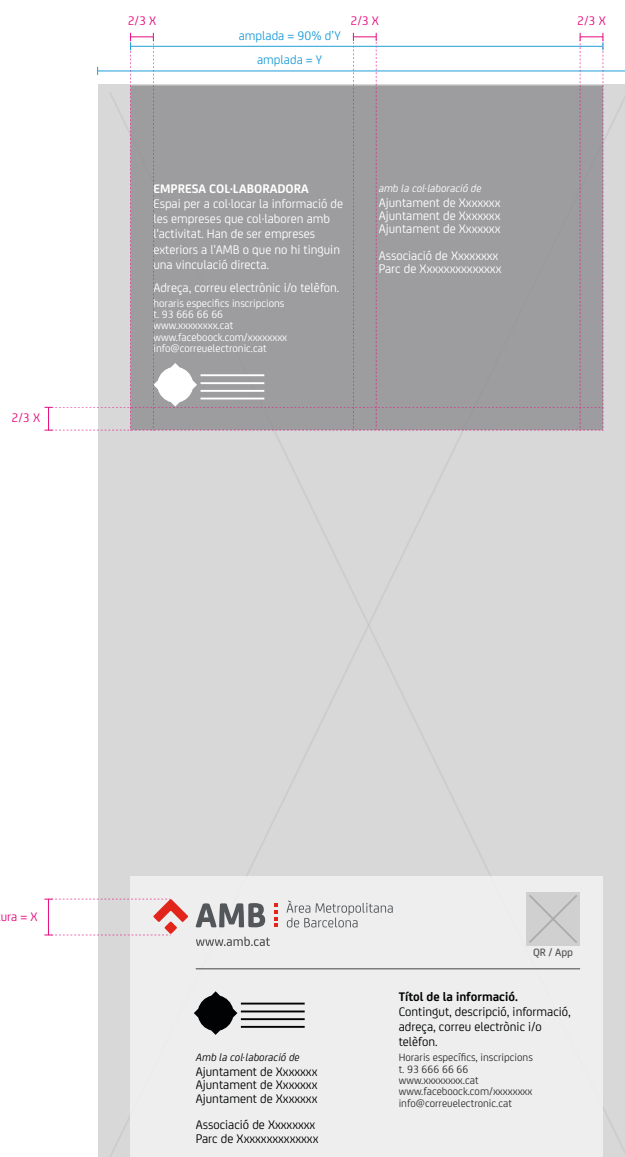 2/3 X
2/3 X
2/3 X
amplada = 90% d'Y
amplada = Y
EMPRESA COL·LABORADORA
Espai per a col·locar la informació de
les empreses que col·laboren amb
l'activitat. Han de ser empreses
exteriors a l'AMB o que no hi tinguin
una vinculació directa.
Adreça, correu electrònic i/o telèfon.
horaris específics inscripcions
t. 93 666 66 66
www.xxxxxxxx.cat
www.faceboock.com/xxxxxxxx
info@correuelectronic.cat
amb la col·laboració de
Ajuntament de Xxxxxxx
Ajuntament de Xxxxxxx
Ajuntament de Xxxxxxx
Associació de Xxxxxxxx
Parc de Xxxxxxxxxxxxxx
2/3 X
ura = X
AMB
Àrea Metropolitana
de Barcelona
www.amb.cat
QR / App
Amb la col·laboració de
Ajuntament de Xxxxxxx
Ajuntament de Xxxxxxx
Ajuntament de Xxxxxxx
Associació de Xxxxxxxx
Parc de Xxxxxxxxxxxxxx
Títol de la informació.
Contingut, descripció, informació,
adreça, correu electrònic i/o
telèfon.
Horaris específics, inscripcions
t. 93 666 66 66
www.xxxxxxxx.cat
www.faceboock.com/xxxxxxxx
info@correuelectronic.cat